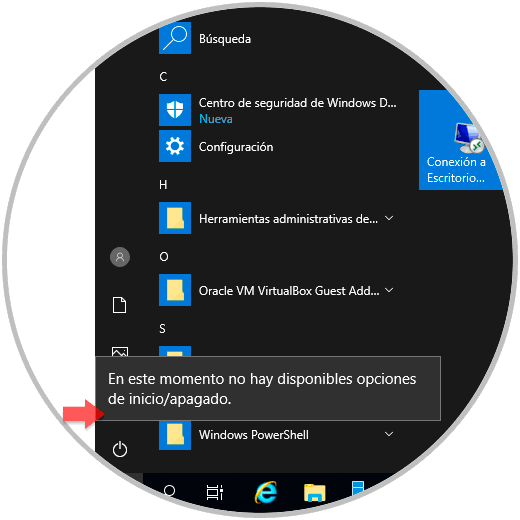 Búsqueda
C
Centro de seguridad de Windows D...
Nueva
Configuración
Conexión a
Escritorio...
H
Herramientas administrativas de...
O
Oracle VM VirtualBox Guest Add...
S
En este momento no hay disponibles opciones
de inicio/apagado.
Windows PowerShell